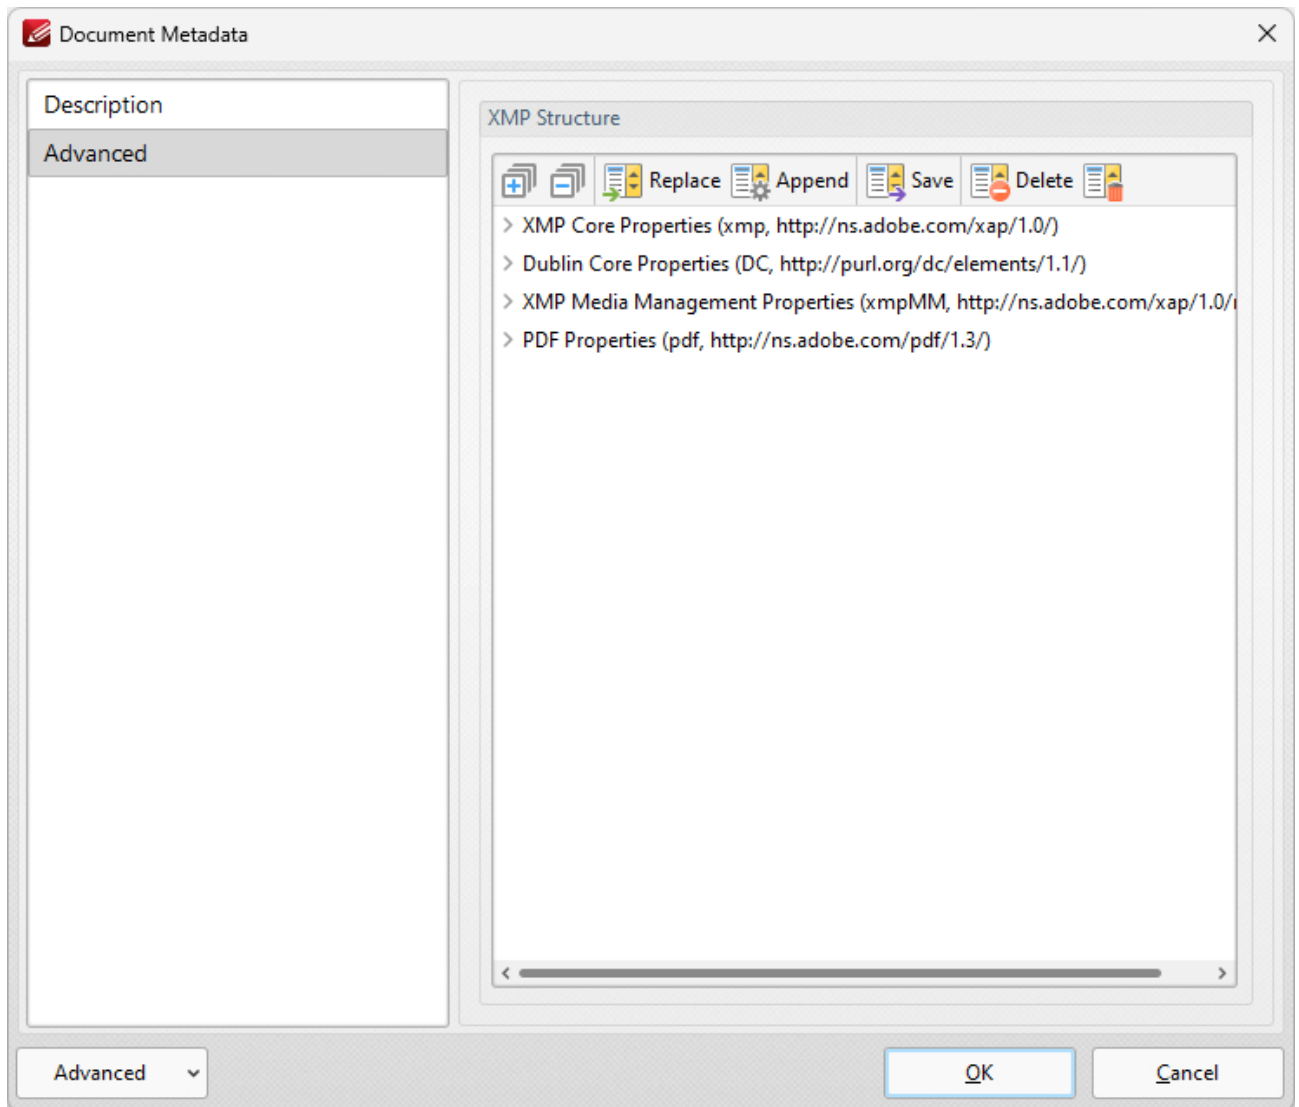 Document Metadata
Description
Advanced
XMP Structure
Replace Append Save Delete
XMP Core Properties (xmp, http://ns.adobe.com/xap/1.0/)
Dublin Core Properties (DC, http://purl.org/dc/elements/1.1/)
XMP Media Management Properties (xmpMM, http://ns.adobe.com/xap/1.0/
PDF Properties (pdf, http://ns.adobe.com/pdf/1.3/)
Advanced OK Cancel